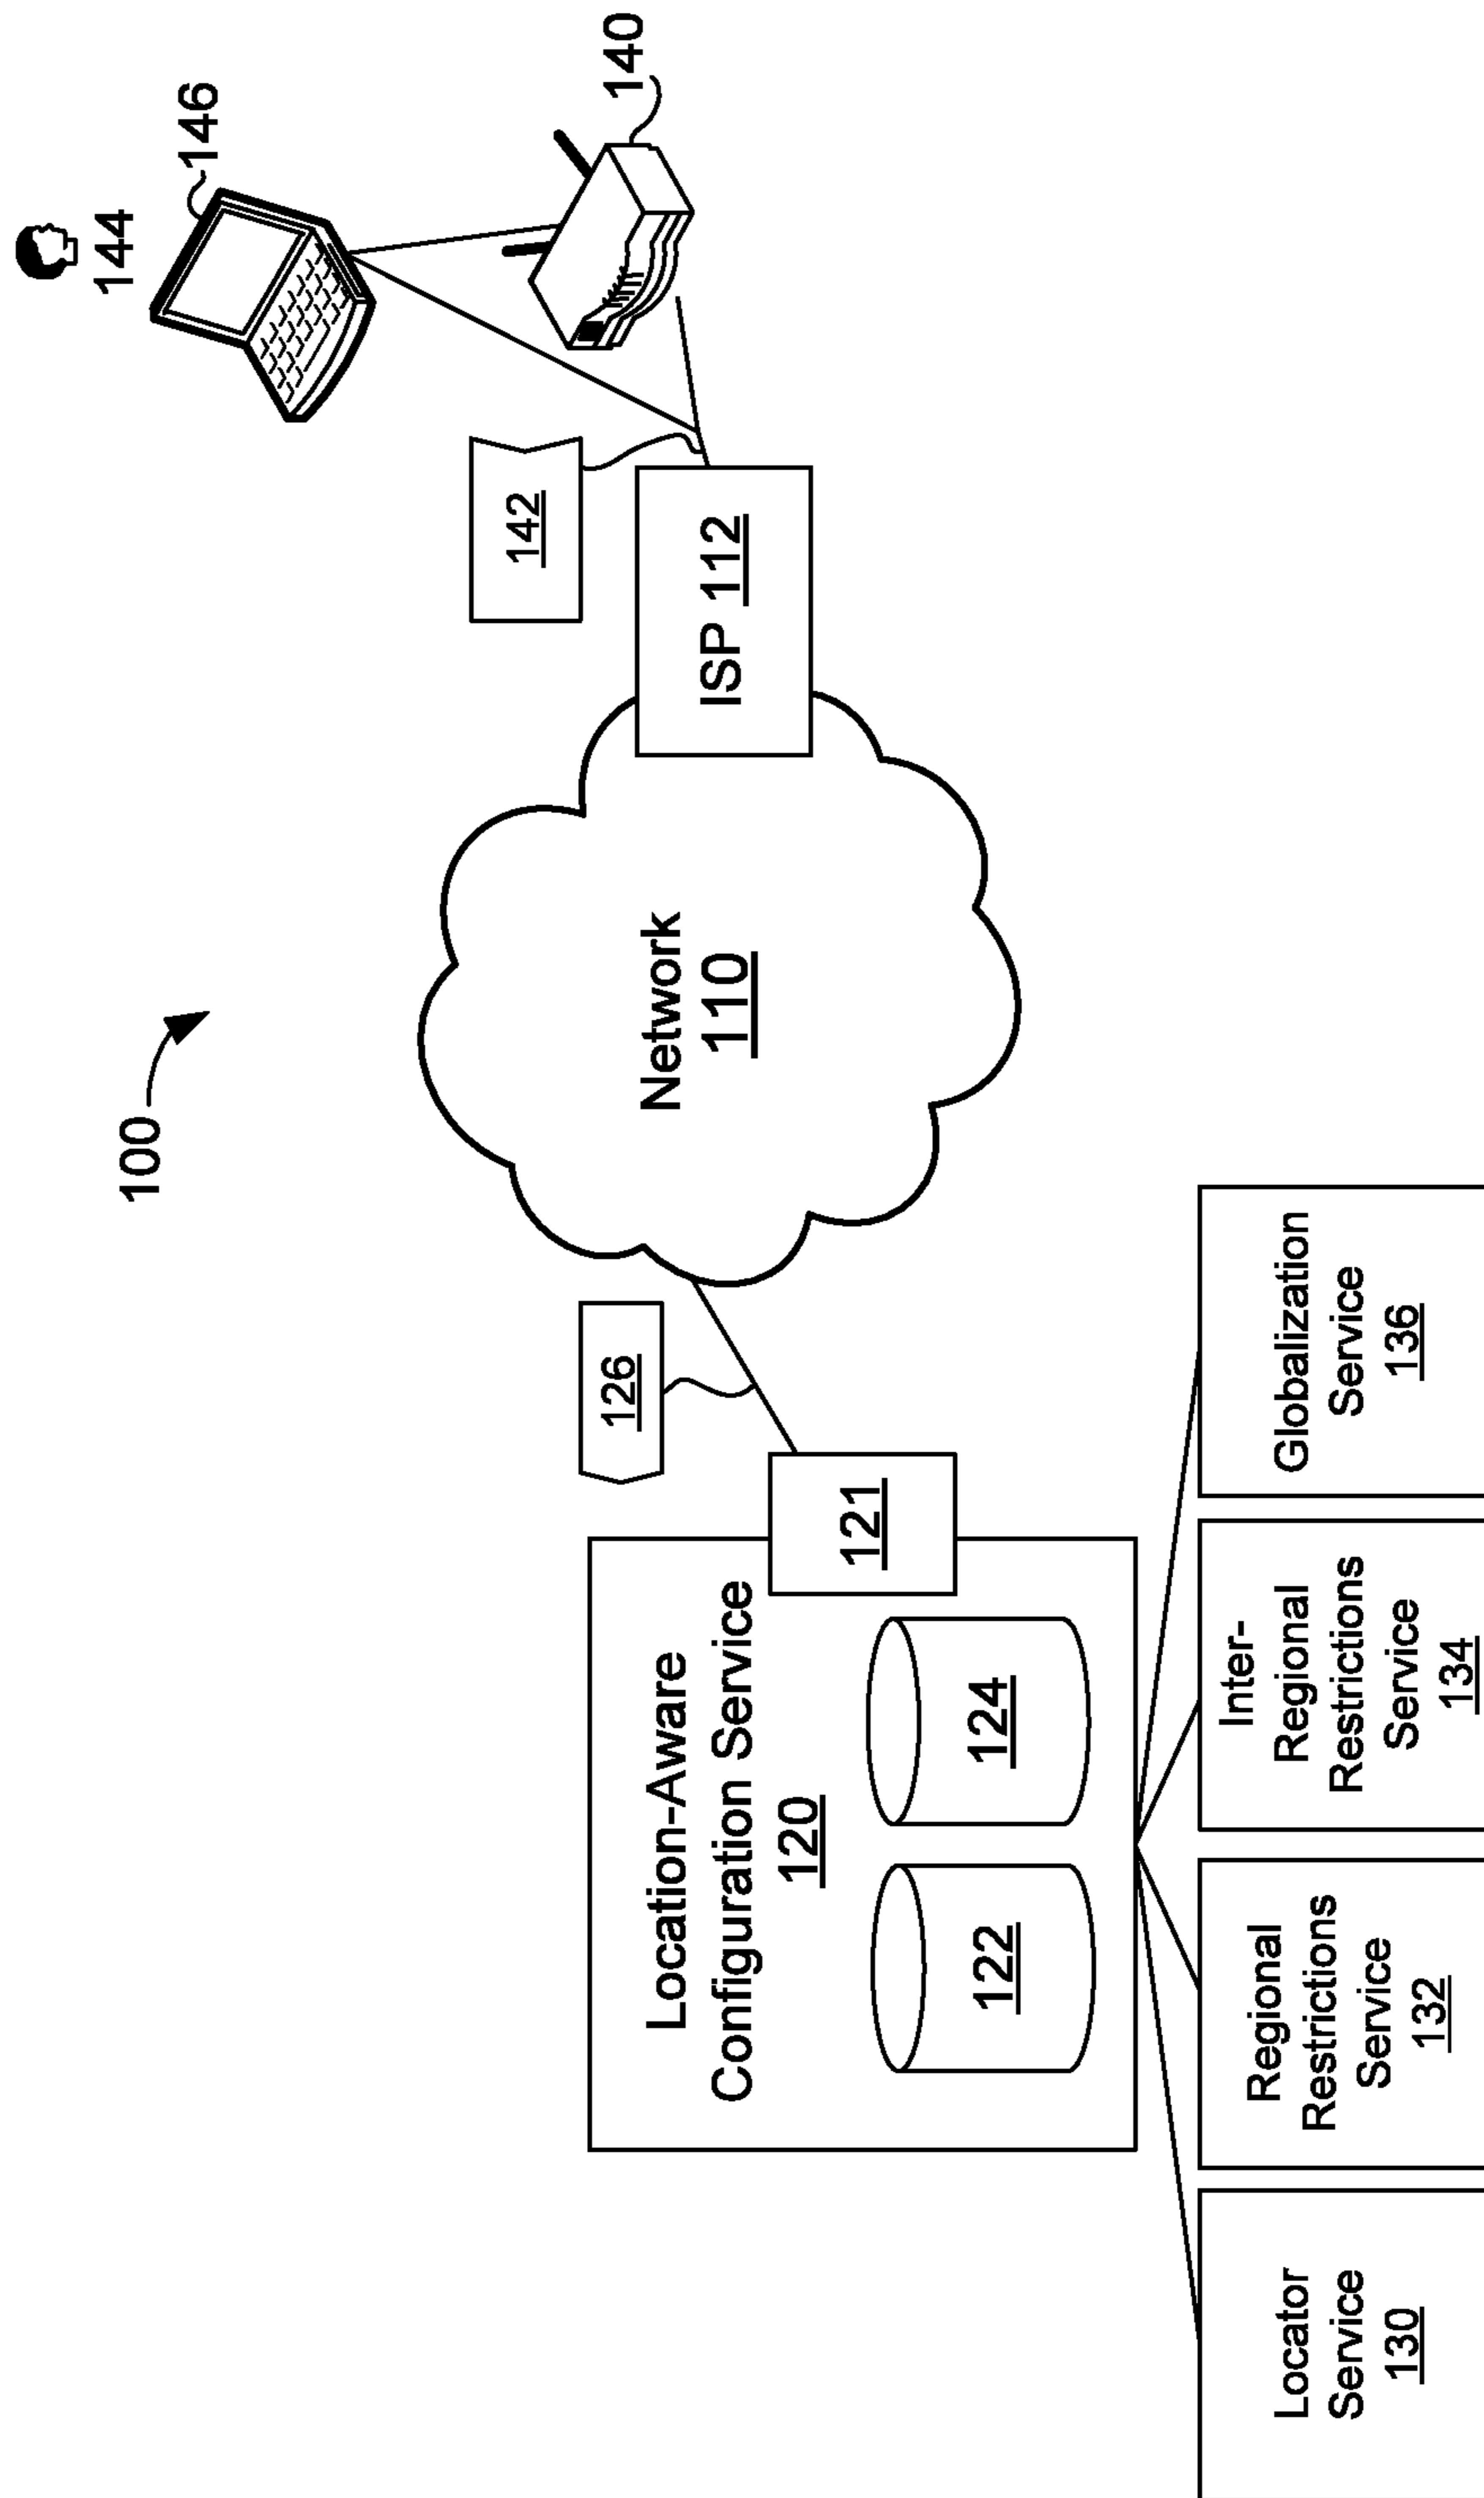 100
144
146
140
142
ISP 112
Network
110
126
121
Location-Aware
Configuration Service
120
122
124
Locator
Service
130
Regional
Restrictions
Service
132
Inter-
Regional
Restrictions
Service
134
Globalization
Service
136